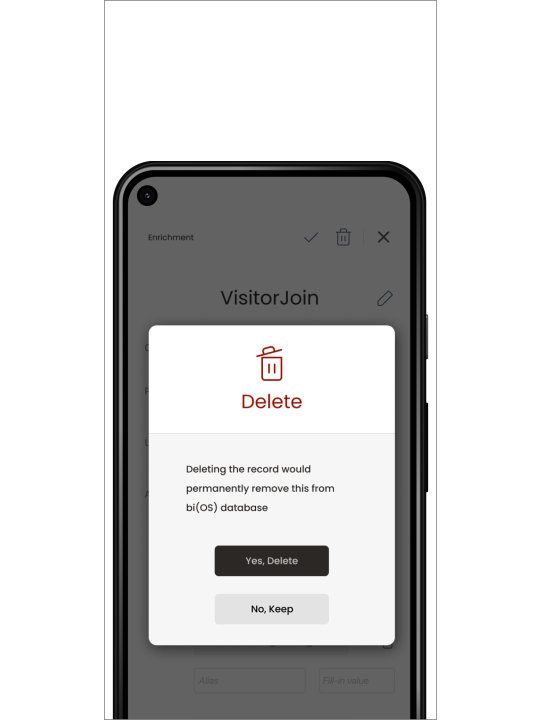 Enrichment
VisitorJoin
Delete
Deleting the record would
permanently remove this from
bi(OS) database
Yes, Delete
No, Keep
Alias
Fill-in value